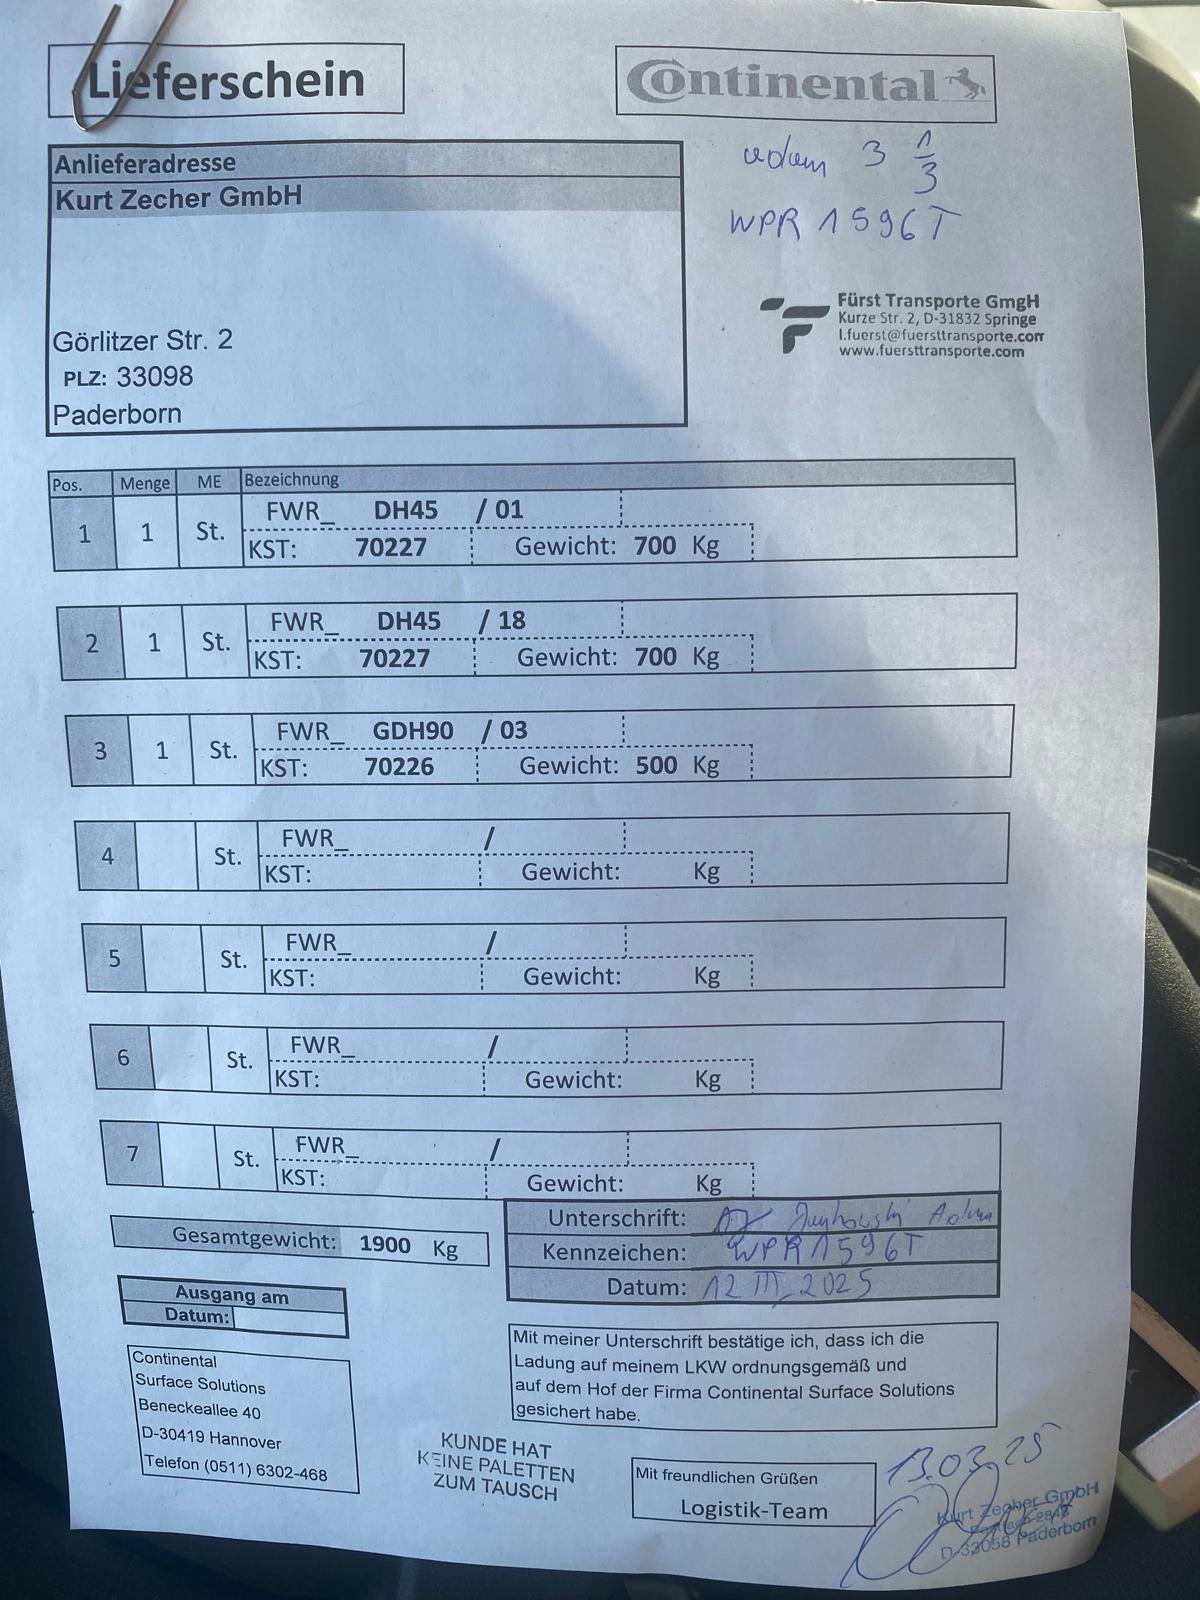 Lieferschein
Continental
Anlieferadresse
Kurt Zecher GmbH
Görlitzer Str. 2
PLZ: 33098
Paderborn
adam 3 1/3
WPR 1596T
Fürst Transporte GmgH
Kurze Str. 2, D-31832 Springe
l.fuerst@fuersttransporte.com
www.fuersttransporte.com
Pos. Menge ME Bezeichnung
1 1 St. FWR_ DH45 / 01
KST: 70227 Gewicht: 700 Kg
2 1 St. FWR_ DH45 / 18
KST: 70227 Gewicht: 700 Kg
3 1 St. FWR_ GDH90 / 03
KST: 70226 Gewicht: 500 Kg
4 St. FWR_ /
KST: Gewicht: Kg
5 St. FWR_ /
KST: Gewicht: Kg
6 St. FWR_ /
KST: Gewicht: Kg
7 St. FWR_ /
KST: Gewicht: Kg
Gesamtgewicht: 1900 Kg
Unterschrift:
Kennzeichen: WPR1596T
Datum: 12 III 2025
Ausgang am
Datum:
Continental
Surface Solutions
Beneckeallee 40
D-30419 Hannover
Telefon (0511) 6302-468
Mit meiner Unterschrift bestätige ich, dass ich die
Ladung auf meinem LKW ordnungsgemäß und
auf dem Hof der Firma Continental Surface Solutions
gesichert habe.
KUNDE HAT
KEINE PALETTEN
ZUM TAUSCH
Mit freundlichen Grüßen
Logistik-Team
13.03.25
Kurt Zecher GmbH
D-33058 Paderborn